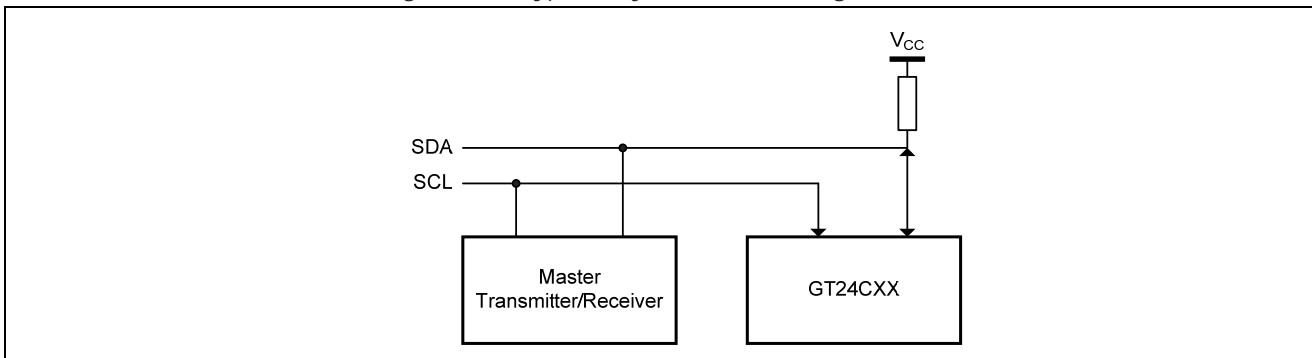 VCC
SDA
SCL
Master
Transmitter/Receiver
GT24CXX